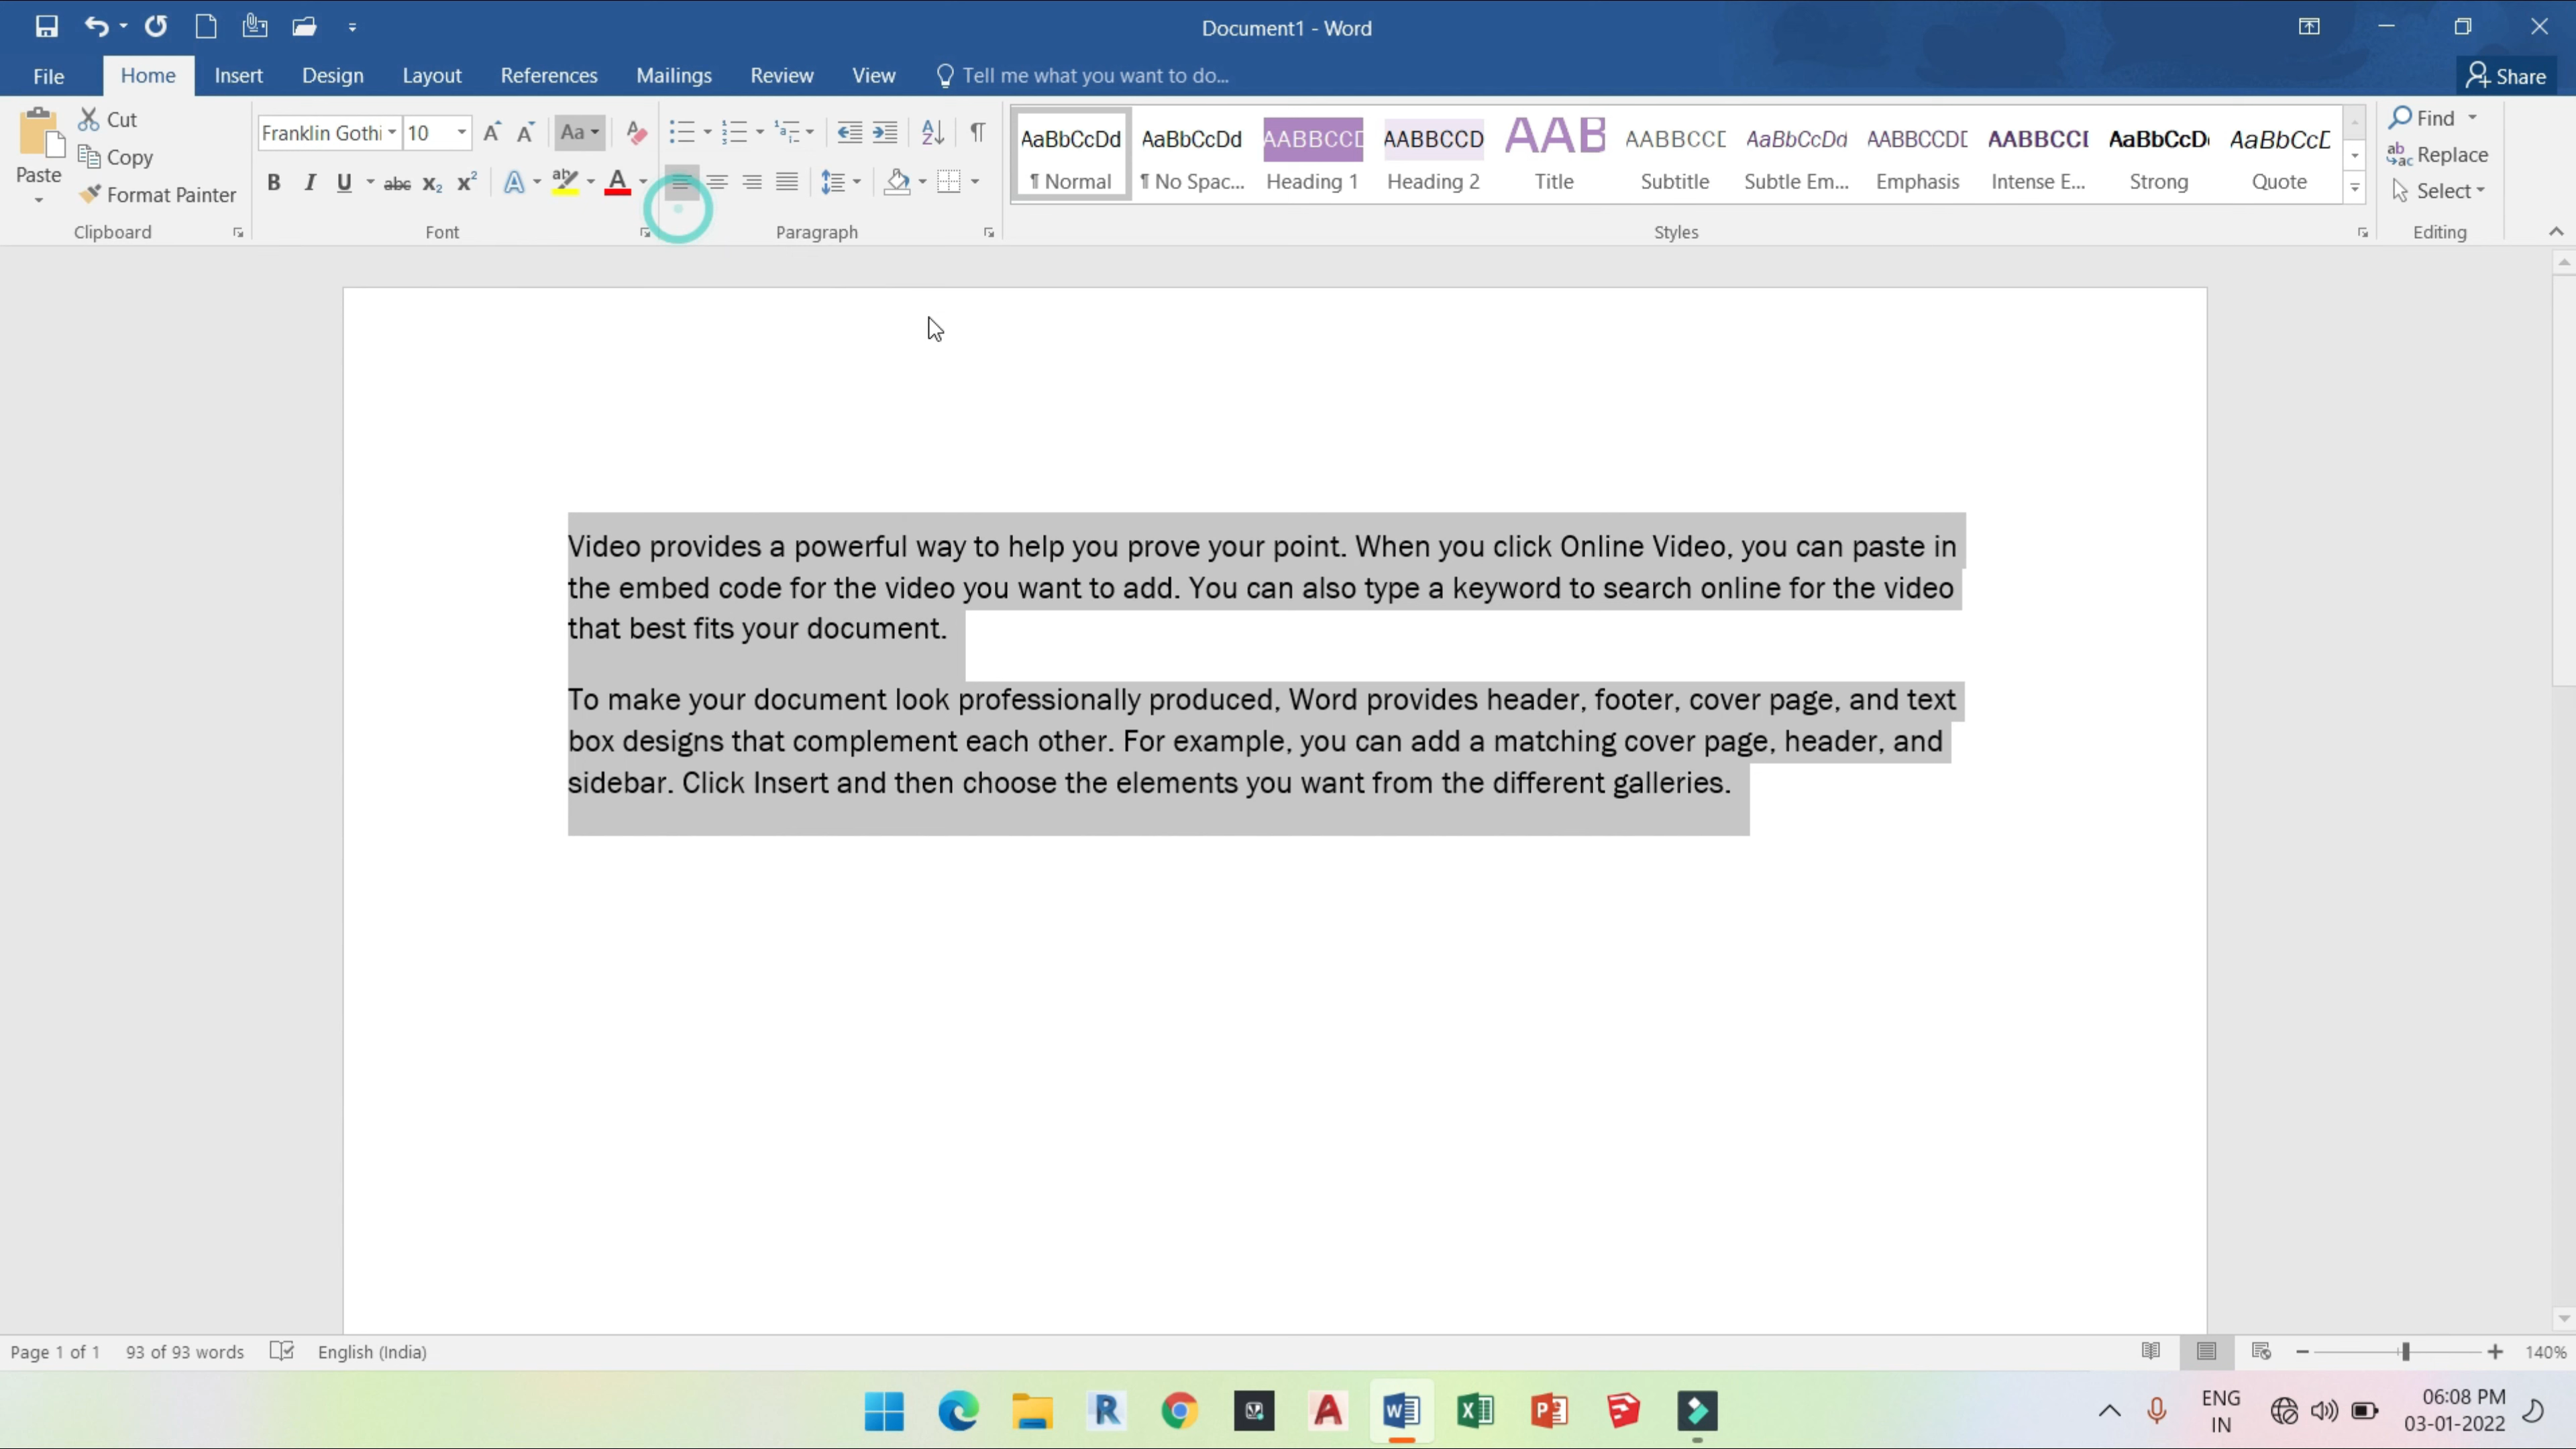 Document1 - Word
File Home Insert Design Layout References Mailings Review View Tell me what you want to do... Share
Paste
Cut
Copy
Format Painter
Clipboard
Franklin Gothi 10
Font
Paragraph
AaBbCcDd AaBbCcDd AABBCCD AABBCCD AAB AABBCCD AaBbCcDd AABBCCDD AABBCCD AaBbCcD AaBbCcD
¶ Normal ¶ No Spac... Heading 1 Heading 2 Title Subtitle Subtle Em... Emphasis Intense E... Strong Quote
Styles
Find
Replace
Select
Editing
Video provides a powerful way to help you prove your point. When you click Online Video, you can paste in
the embed code for the video you want to add. You can also type a keyword to search online for the video
that best fits your document.
To make your document look professionally produced, Word provides header, footer, cover page, and text
box designs that complement each other. For example, you can add a matching cover page, header, and
sidebar. Click Insert and then choose the elements you want from the different galleries.
Page 1 of 1 93 of 93 words English (India) 140%
ENG
IN
06:08 PM
03-01-2022